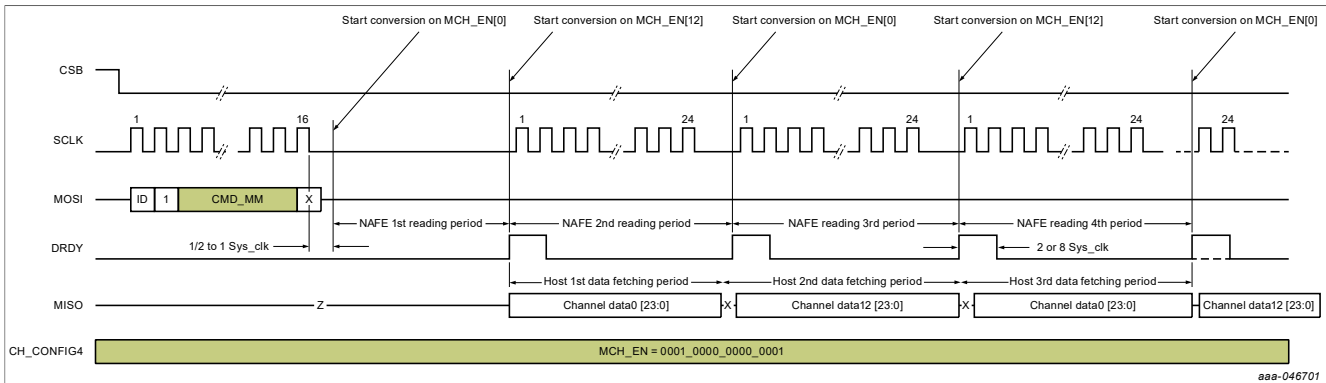 Start conversion on MCH_EN[0] Start conversion on MCH_EN[12] Start conversion on MCH_EN[0] Start conversion on MCH_EN[12] Start conversion on MCH_EN[0]
CSB
1 16 1 24 1 24 1 24 24
SCLK
MOSI ID 1 CMD_MM X
NAFE 1st reading period NAFE 2nd reading period NAFE reading 3rd period NAFE reading 4th period
DRDY 1/2 to 1 Sys_clk 2 or 8 Sys_clk
Host 1st data fetching period Host 2nd data fetching period Host 3rd data fetching period
MISO Z Channel data0 [23:0] X Channel data12 [23:0] X Channel data0 [23:0] Channel data12 [23:0]
CH_CONFIG4 MCH_EN = 0001_0000_0000_0001
aaa-046701